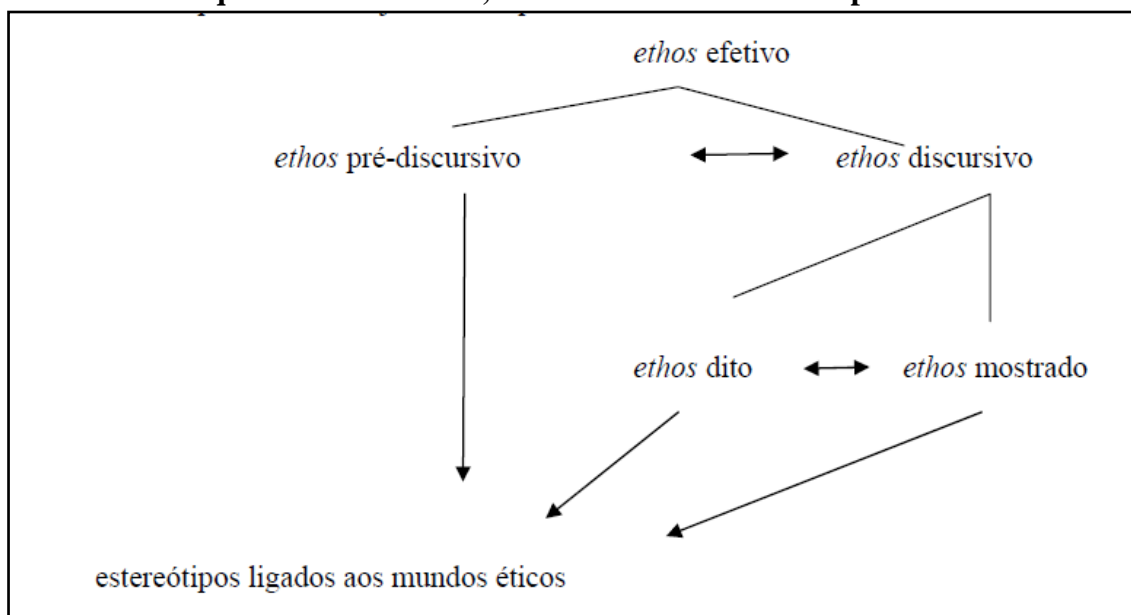 ethos efetivo
ethos pré-discursivo
ethos discursivo
ethos dito
ethos mostrado
estereótipos ligados aos mundos éticos